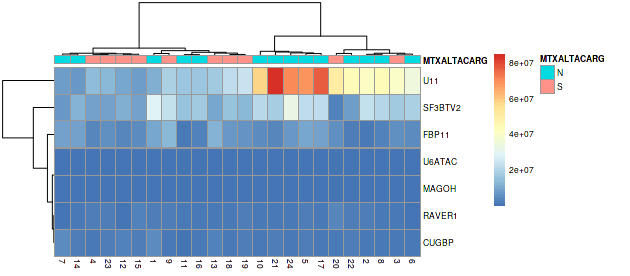 MTXALTACARG
U11
SF3BTV2
FBP11
U6ATAC
MAGOH
RAVER1
CUGBP
7 14 4 23 12 15 1 9 11 16 13 18 19 10 21 24 5 17 20 22 2 8 3 6
8e+07
6e+07
4e+07
2e+07
MTXALTACARG
N
S